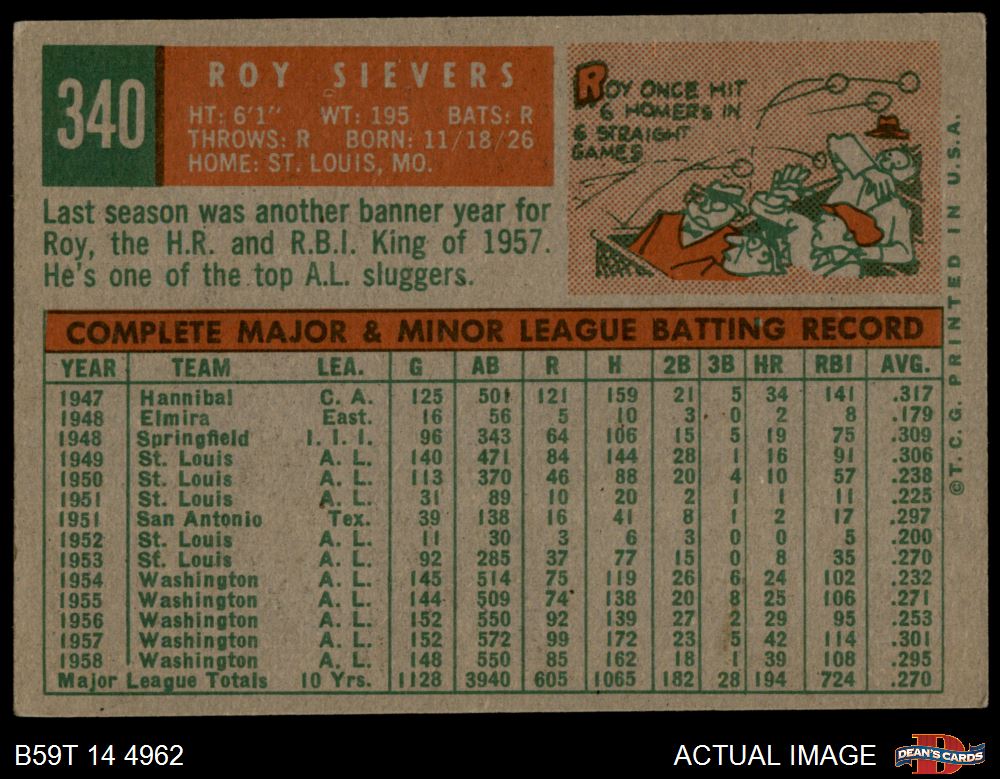 340
ROY SIEVERS
HT: 6'1" WT: 195 BATS: R
THROWS: R BORN: 11/18/26
HOME: ST. LOUIS, MO.
ROY ONCE HIT
6 HOMERS IN
6 STRAIGHT
GAMES
Last season was another banner year for
Roy, the H.R. and R.B.I. King of 1957.
He's one of the top A.L. sluggers.
COMPLETE MAJOR & MINOR LEAGUE BATTING RECORD
YEAR TEAM LEA. G AB R H 2B 3B HR RBI AVG.
1947 Hannibal C. A. 125 501 121 159 21 5 34 141 .317
1948 Elmira East. 16 56 5 10 3 0 2 8 .179
1948 Springfield I. I. I. 96 343 64 106 15 5 19 75 .309
1949 St. Louis A. L. 140 471 84 144 28 1 16 91 .306
1950 St. Louis A. L. 113 370 46 88 20 4 10 57 .238
1951 St. Louis A. L. 31 89 10 20 2 1 1 11 .225
1951 San Antonio Tex. 39 138 16 41 8 1 2 17 .297
1952 St. Louis A. L. 11 30 3 6 3 0 0 5 .200
1953 St. Louis A. L. 92 285 37 77 15 0 8 35 .270
1954 Washington A. L. 145 514 75 119 26 6 24 102 .232
1955 Washington A. L. 144 509 74 138 20 8 25 106 .271
1956 Washington A. L. 152 550 92 139 27 2 29 95 .253
1957 Washington A. L. 152 572 99 172 23 5 42 114 .301
1958 Washington A. L. 148 550 85 162 18 1 39 108 .295
Major League Totals 10 Yrs. 1128 3940 605 1065 182 28 194 724 .270
© T. C. G. PRINTED IN U.S.A.
B59T 14 4962
ACTUAL IMAGE
DEAN'S CARDS